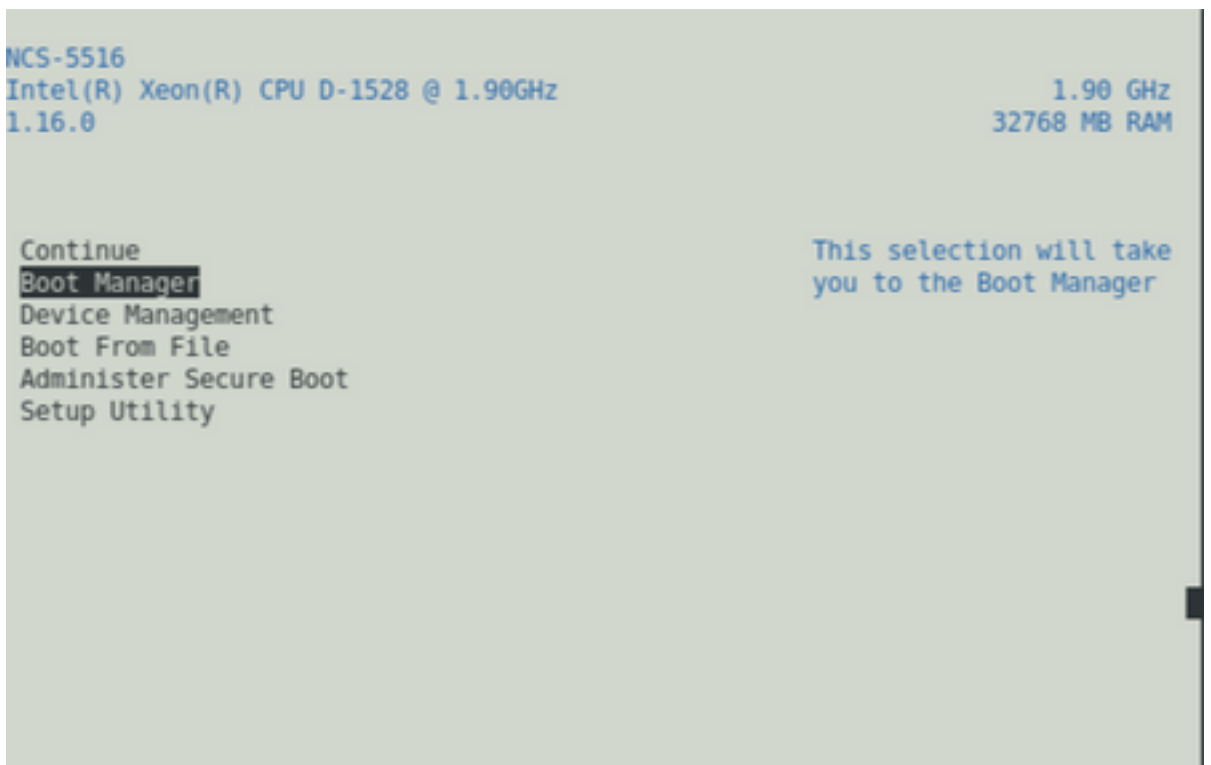 NCS-5516
Intel(R) Xeon(R) CPU D-1528 @ 1.90GHz 1.90 GHz
1.16.0 32768 MB RAM
Continue This selection will take
Boot Manager you to the Boot Manager
Device Management
Boot From File
Administer Secure Boot
Setup Utility